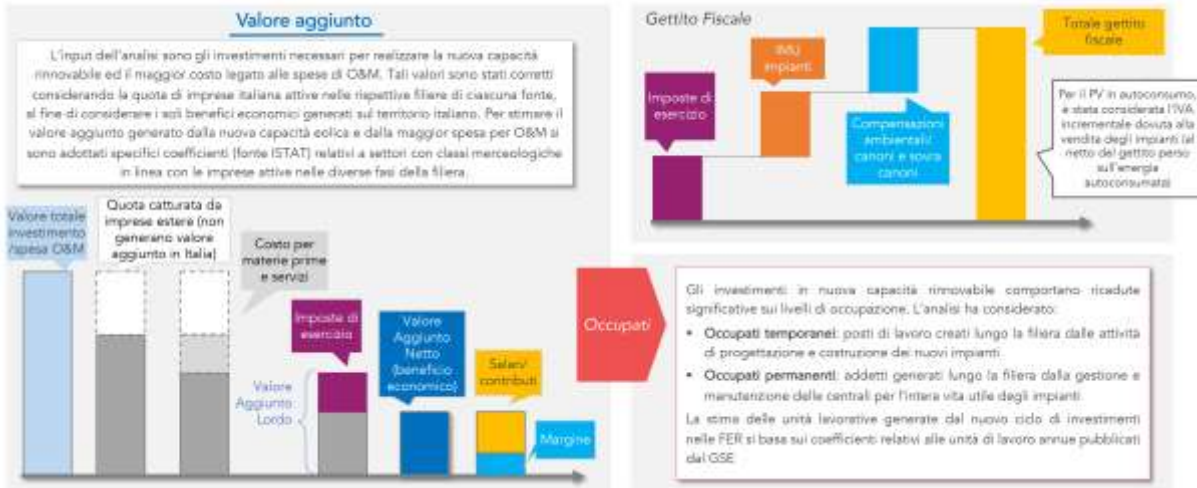 Valore aggiunto
L'input dell'analisi sono gli investimenti necessari per realizzare la nuova capacità
rinnovabile ed il maggior costo legato alle spese di O&M. Tali valori sono stati corretti
considerando la quota di imprese italiana attive nelle rispettive filiere di ciascuna fonte,
al fine di considerare i soli benefici economici generati sul territorio italiano. Per stimare il
valore aggiunto generato dalla nuova capacità eolica e dalla maggior spesa per O&M si
sono adottati specifici coefficienti (fonte ISTAT) relativi a settori con classi merceologiche
in linea con le imprese attive nelle diverse fasi della filiera.
Valore totale
investimento
/spesa O&M
Quota catturata da
imprese estere (non
generano valore
aggiunto in Italia)
Costo per
materie prime
e servizi
Imposte di
esercizio
Valore
Aggiunto
Lordo
Valore
Aggiunto
Netto
(beneficio
economico)
Salari/
contributi
Margine
Gettito Fiscale
Imposte di
esercizio
IMU
impianti
Compensazioni
ambientali/
canoni e sovra
canoni
Totale gettito
fiscale
Per il PV in autoconsumo,
è stata considerata l'IVA
incrementale dovuta alla
vendita degli impianti (al
netto del gettito perso
sull'energia
autoconsumata)
Occupati
Gli investimenti in nuova capacità rinnovabile comportano ricadute
significative sui livelli di occupazione. L'analisi ha considerato:
• Occupati temporanei: posti di lavoro creati lungo la filiera dalle attività
di progettazione e costruzione dei nuovi impianti
• Occupati permanenti: addetti generati lungo la filiera dalla gestione e
manutenzione delle centrali per l'intera vita utile degli impianti.
La stima delle unità lavorative generate dal nuovo ciclo di investimenti
nelle FER si basa sui coefficienti relativi alle unità di lavoro annue pubblicati
dal GSE